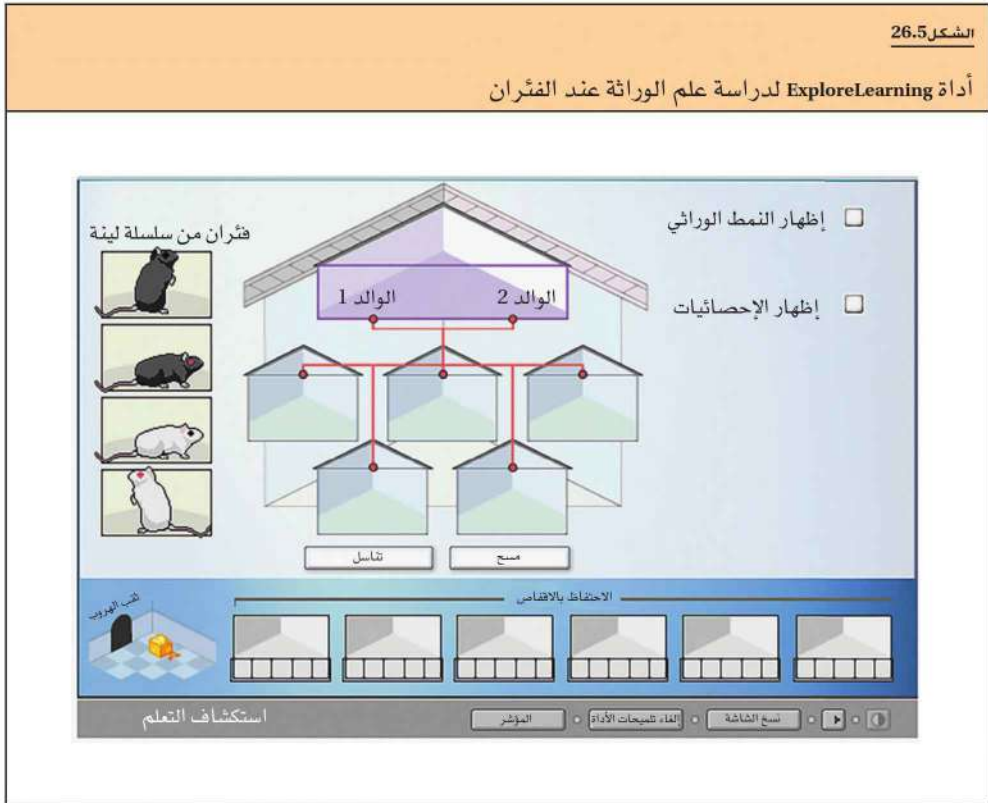 الشكل26.5
أداة ExploreLearning لدراسة علم الوراثة عند الفئران
إظهار النمط الوراثي
إظهار الإحصائيات
فئران من سلسلة لينة
الوالد 1
الوالد 2
تناسل
مسح
ثقب الهروب
الاحتفاظ بالاقفاص
استكشاف التعلم
المؤشر
إلغاء تلميحات الأداة
نسخ الشاشة